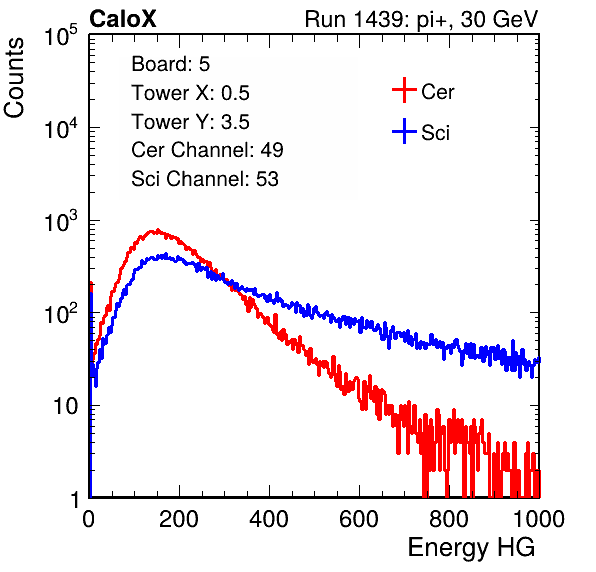 CaloX Run 1439: pi+, 30 GeV
Counts
Board: 5
Tower X: 0.5
Tower Y: 3.5
Cer Channel: 49
Sci Channel: 53
Cer
Sci
10^5
10^4
10^3
10^2
10
1
0 200 400 600 800 1000
Energy HG